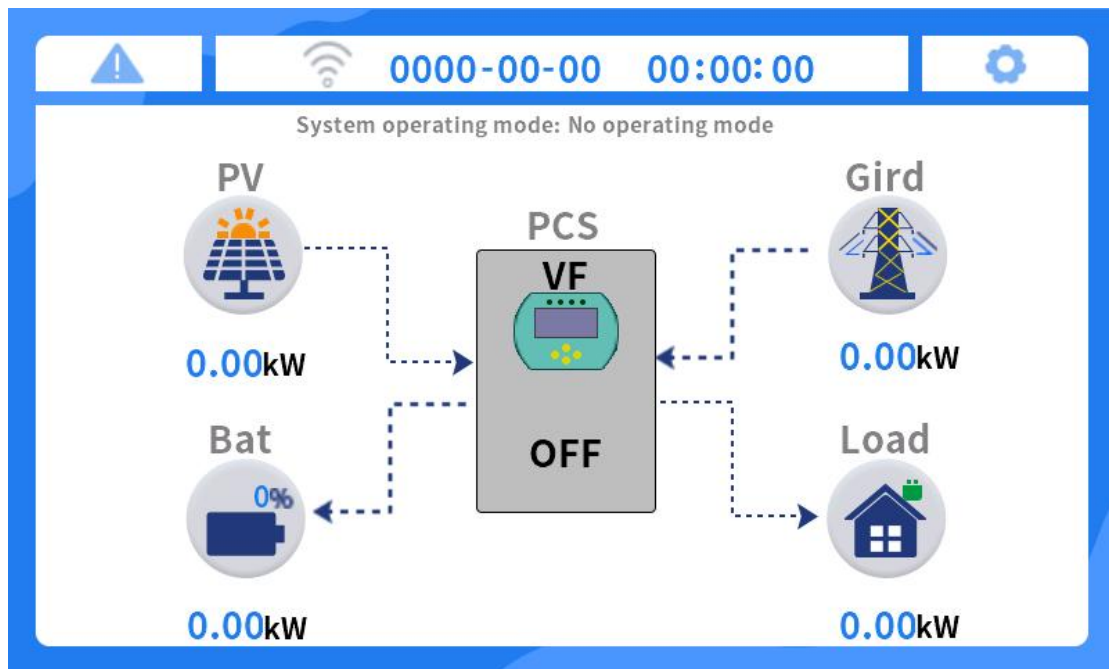 0000-00-00 00:00:00
System operating mode: No operating mode
PV
Gird
PCS
VF
0.00kW
0.00kW
Bat
Load
OFF
0%
0.00kW
0.00kW